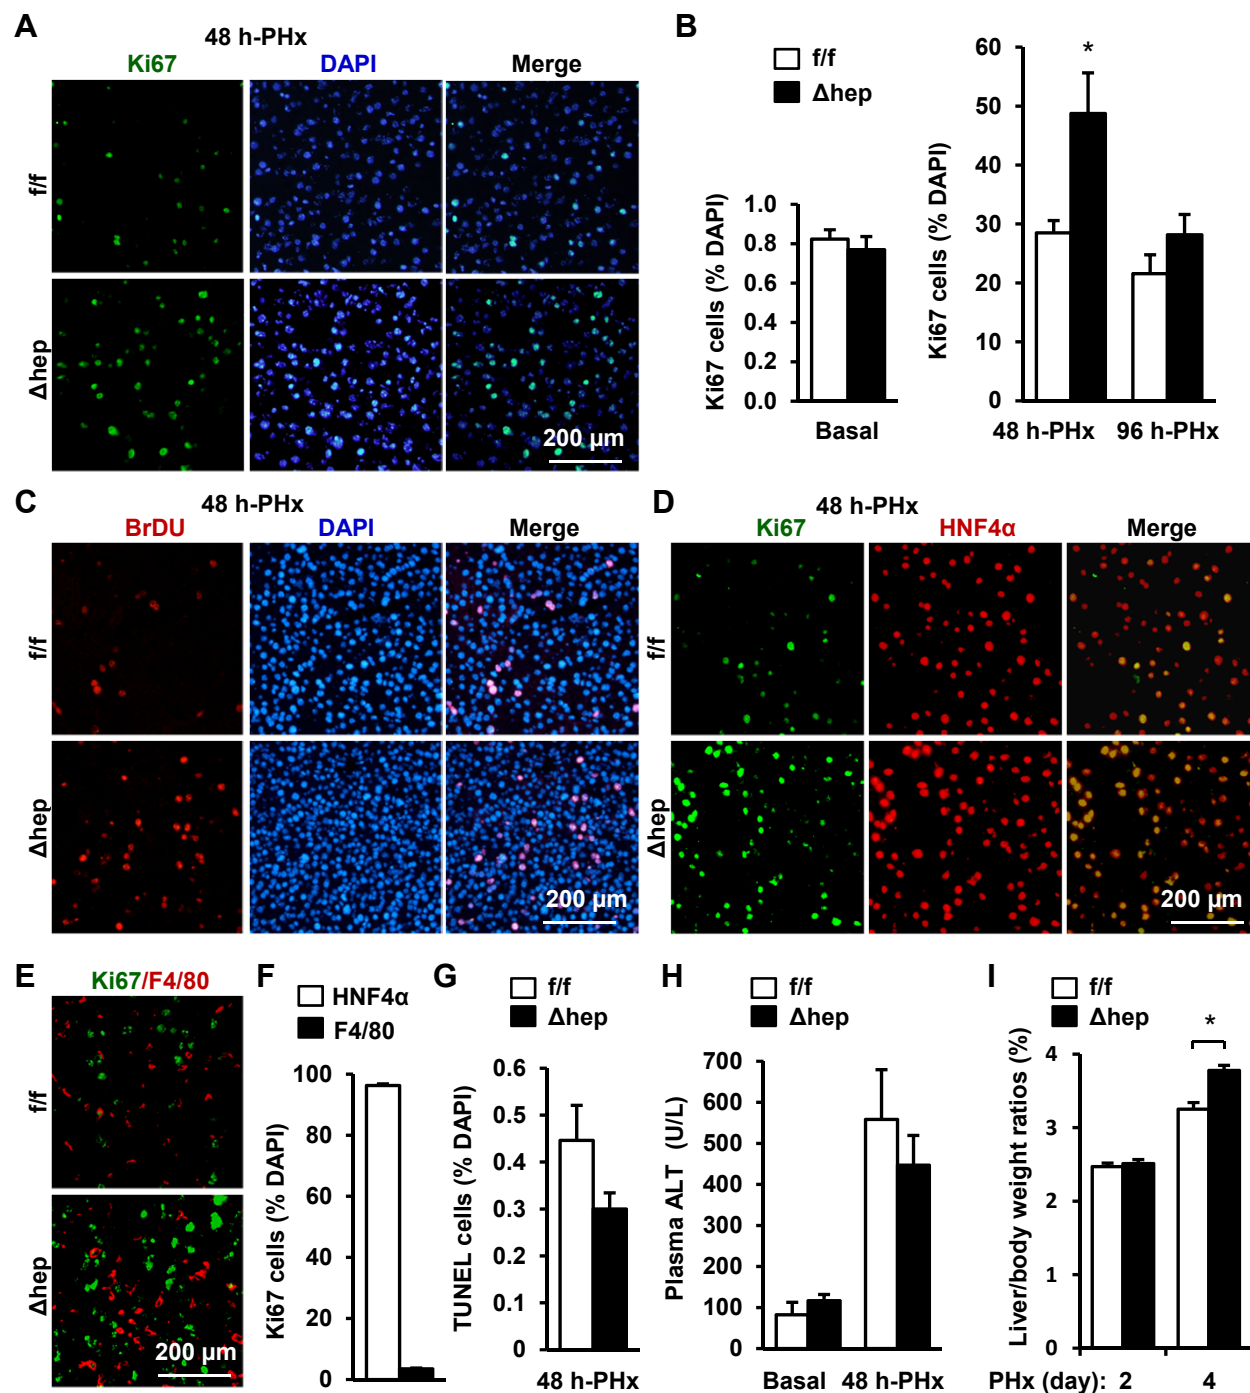 A
48 h-PHx
Ki67 DAPI Merge
f/f
Δhep
200 µm
B
f/f
Δhep
Ki67 cells (% DAPI)
1.0
0.8
0.6
0.4
0.2
0.0
Basal
Ki67 cells (% DAPI)
60
50
40
30
20
10
0
*
48 h-PHx 96 h-PHx
C
48 h-PHx
BrDU DAPI Merge
f/f
Δhep
200 µm
D
48 h-PHx
Ki67 HNF4α Merge
f/f
Δhep
200 µm
E
Ki67/F4/80
f/f
Δhep
200 µm
F
HNF4α
F4/80
Ki67 cells (% DAPI)
100
80
60
40
20
0
G
f/f
Δhep
TUNEL cells (% DAPI)
0.6
0.5
0.4
0.3
0.2
0.1
0
48 h-PHx
H
f/f
Δhep
Plasma ALT (U/L)
700
600
500
400
300
200
100
0
Basal 48 h-PHx
I
f/f
Δhep
Liver/body weight ratios (%)
4
3
2
1
0
*
PHx (day): 2 4